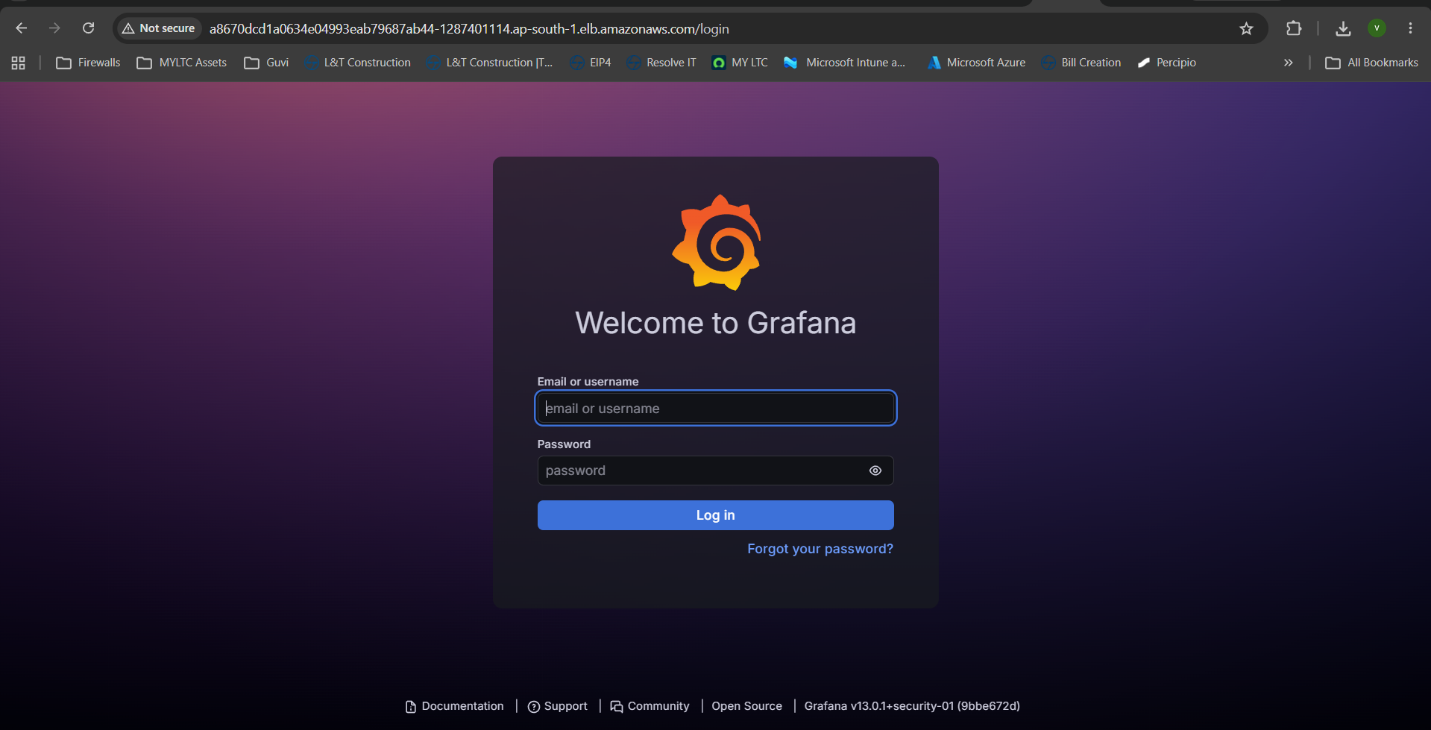 Not secure a8670dcd1a0634e04993eab79687ab44-1287401114.ap-south-1.elb.amazonaws.com/login V
Firewalls MYLTC Assets Guvi L&T Construction L&T Construction |T... EIP4 Resolve IT MY LTC Microsoft Intune a... Microsoft Azure Bill Creation Percipio » All Bookmarks
Welcome to Grafana
Email or username
email or username
Password
password
Log in
Forgot your password?
Documentation | Support | Community | Open Source | Grafana v13.0.1+security-01 (9bbe672d)